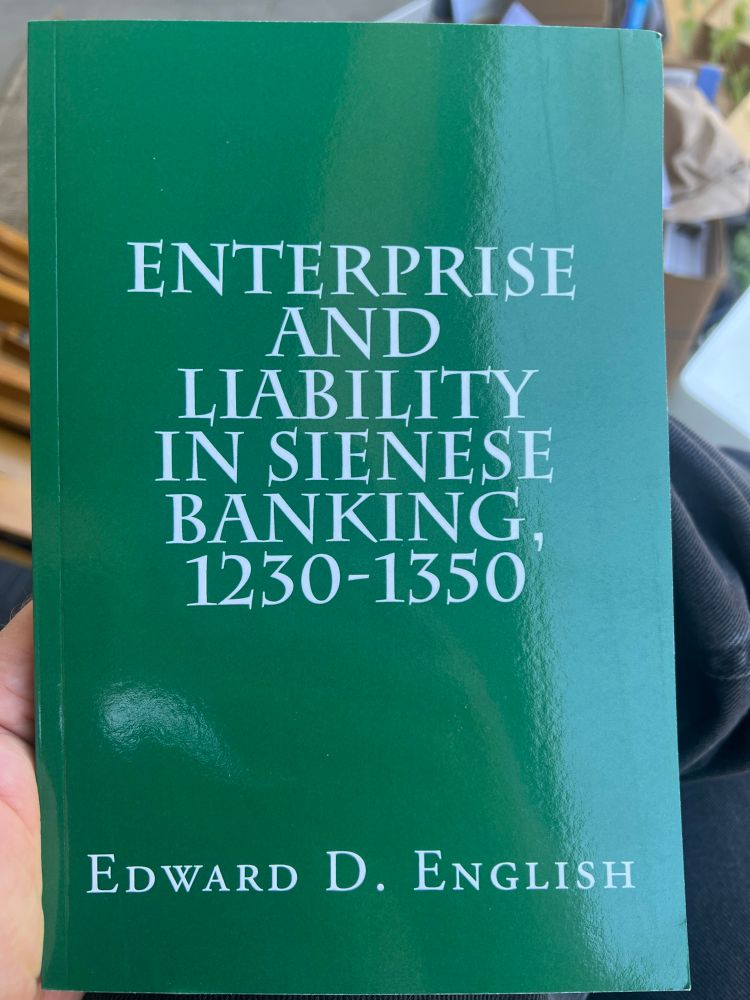 ENTERPRISE
AND
LIABILITY
IN SIENESE
BANKING,
1230-1350
EDWARD D. ENGLISH